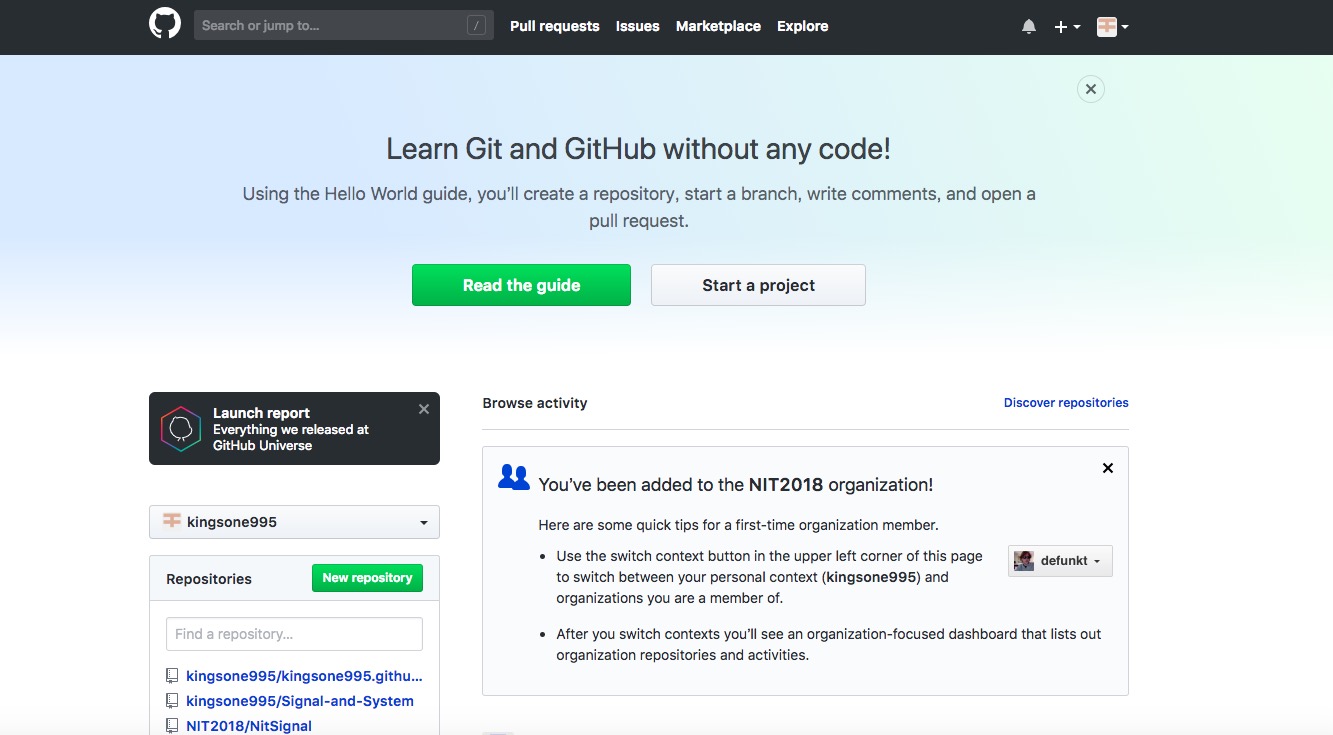 Search or jump to...
/
Pull requests
Issues
Marketplace
Explore
Learn Git and GitHub without any code!
Using the Hello World guide, you’ll create a repository, start a branch, write comments, and open a
pull request.
Read the guide
Start a project
Launch report
Everything we released at
GitHub Universe
kingsone995
Repositories
New repository
Find a repository...
kingsone995/kingsone995.githu...
kingsone995/Signal-and-System
NIT2018/NitSignal
Browse activity
Discover repositories
You’ve been added to the NIT2018 organization!
Here are some quick tips for a first-time organization member.
Use the switch context button in the upper left corner of this page
to switch between your personal context (kingsone995) and
organizations you are a member of.
defunkt
After you switch contexts you’ll see an organization-focused dashboard that lists out
organization repositories and activities.